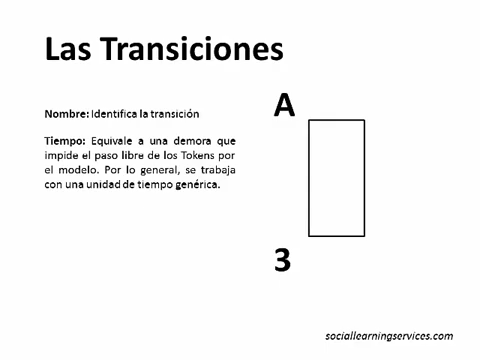 Las Transiciones
Nombre: Identifica la transición
Tiempo: Equivale a una demora que
impide el paso libre de los Tokens por
el modelo. Por lo general, se trabaja
con una unidad de tiempo genérica.
A
3
sociallearningservices.com